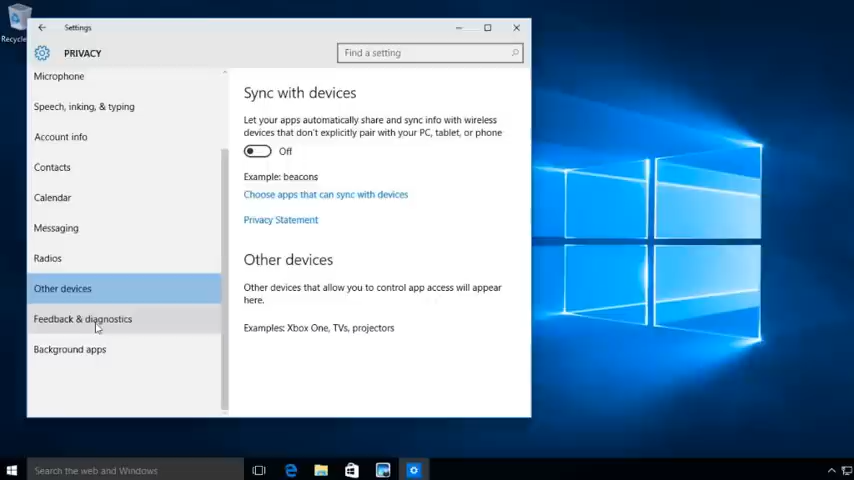 Recycle
Settings
PRIVACY
Find a setting
Microphone
Speech, inking, & typing
Account info
Contacts
Calendar
Messaging
Radios
Other devices
Feedback & diagnostics
Background apps
Sync with devices
Let your apps automatically share and sync info with wireless
devices that don't explicitly pair with your PC, tablet, or phone
Off
Example: beacons
Choose apps that can sync with devices
Privacy Statement
Other devices
Other devices that allow you to control app access will appear
here.
Examples: Xbox One, TVs, projectors
Search the web and Windows